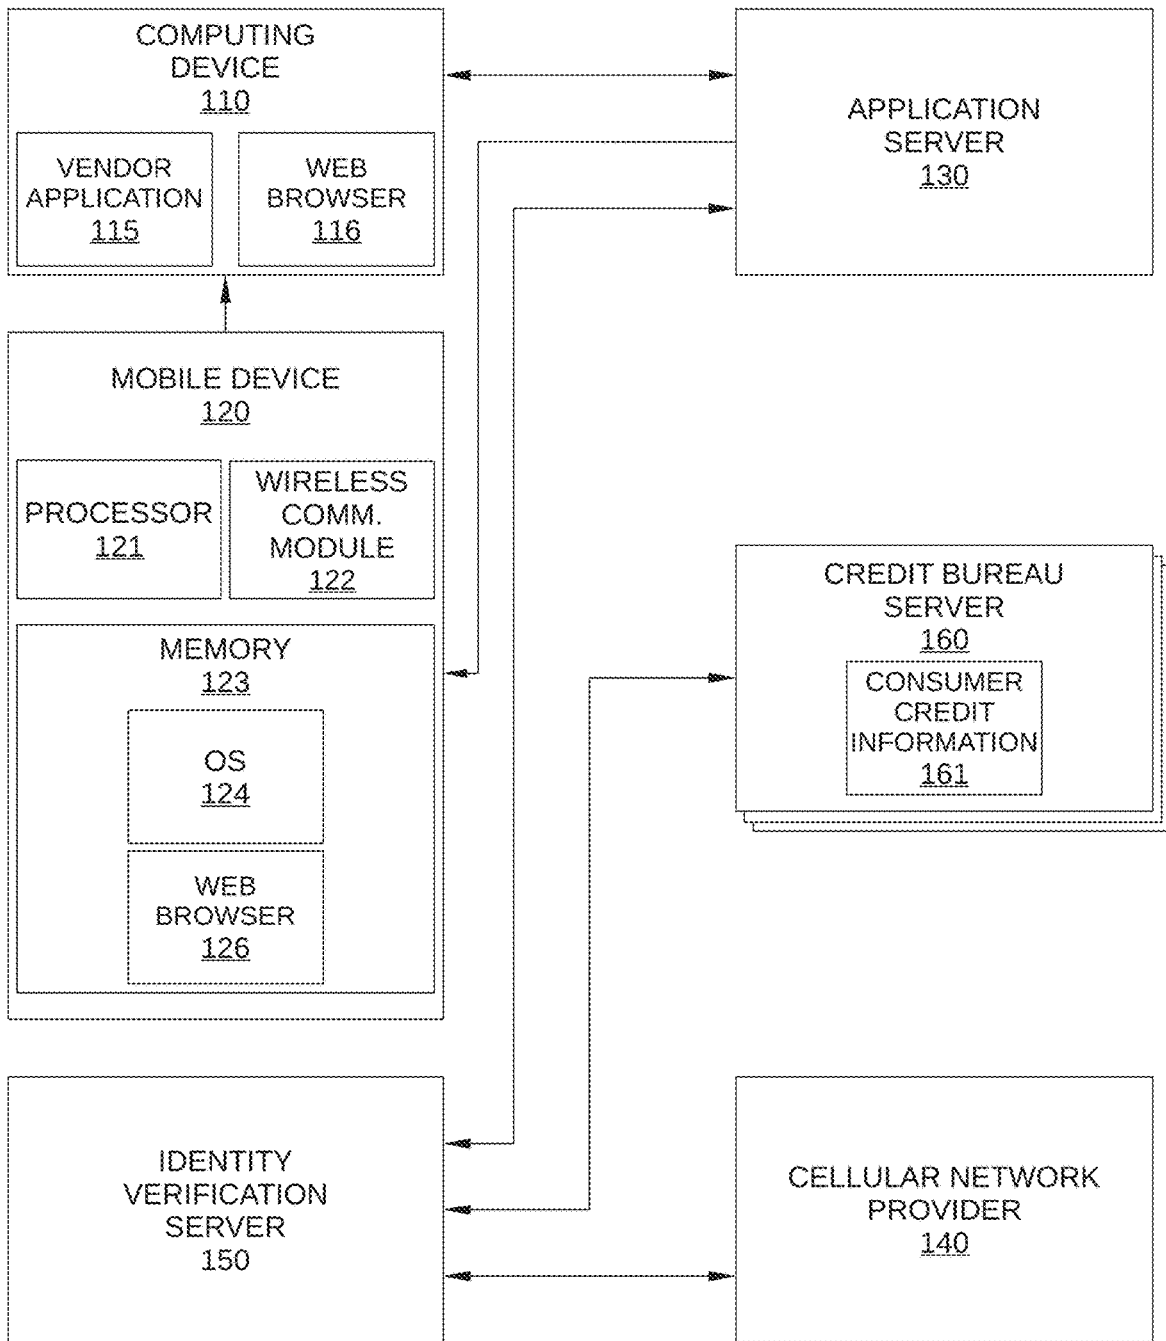 COMPUTING
DEVICE
110
VENDOR
APPLICATION
115
WEB
BROWSER
116
APPLICATION
SERVER
130
MOBILE DEVICE
120
PROCESSOR
121
WIRELESS
COMM.
MODULE
122
MEMORY
123
OS
124
WEB
BROWSER
126
CREDIT BUREAU
SERVER
160
CONSUMER
CREDIT
INFORMATION
161
IDENTITY
VERIFICATION
SERVER
150
CELLULAR NETWORK
PROVIDER
140